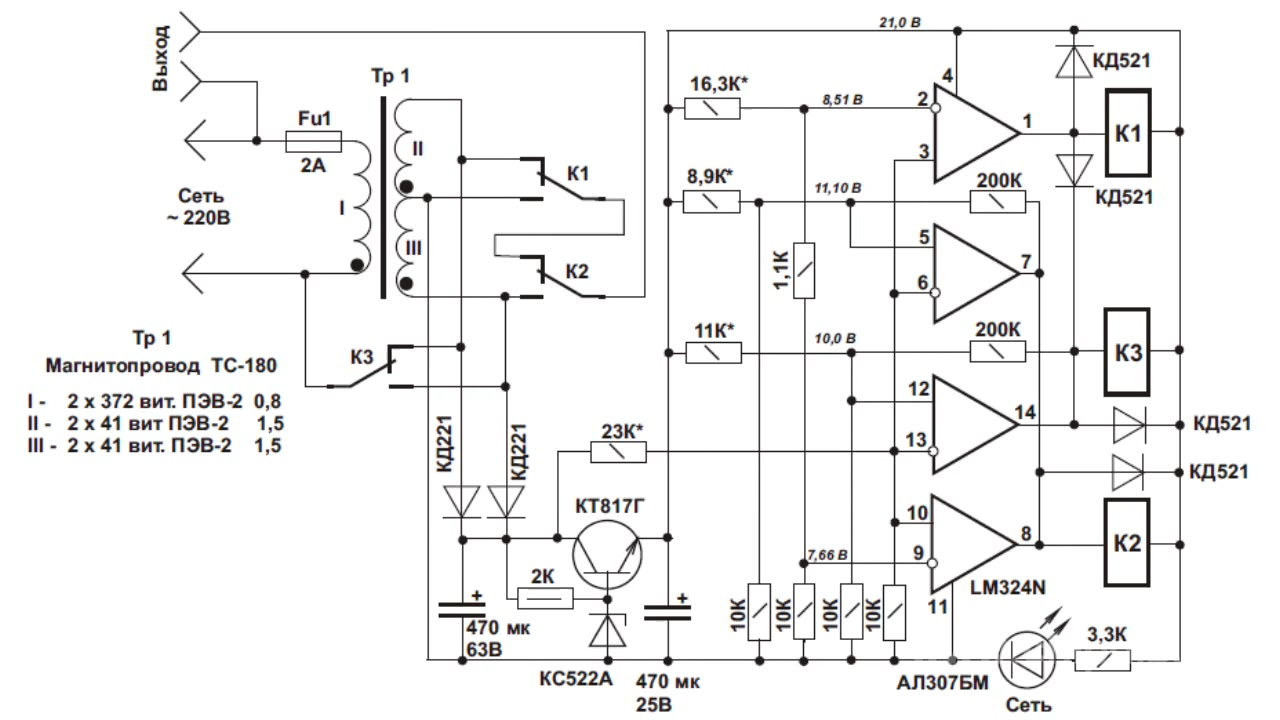 21,0 В
Выход
Тр 1
16,3К*
8,51 В
КД521
4
2
1
К1
3
Fu1
2А
II
К1
8,9К*
11,10 В
200К
КД521
Сеть
~ 220В
I
III
К2
1,1К
5
7
6
Тр 1
Магнитопровод ТС-180
I - 2 х 372 вит. ПЭВ-2 0,8
II - 2 х 41 вит ПЭВ-2 1,5
III - 2 х 41 вит. ПЭВ-2 1,5
К3
11К*
10,0 В
200К
К3
12
14
13
КД521
КД221
КД221
23К*
КД521
КТ817Г
10
8
9
К2
7,66 В
LM324N
11
2К
+
470 мк
63В
+
470 мк
25В
КС522А
10К
10К
10К
10К
АЛ307БМ
3,3К
Сеть